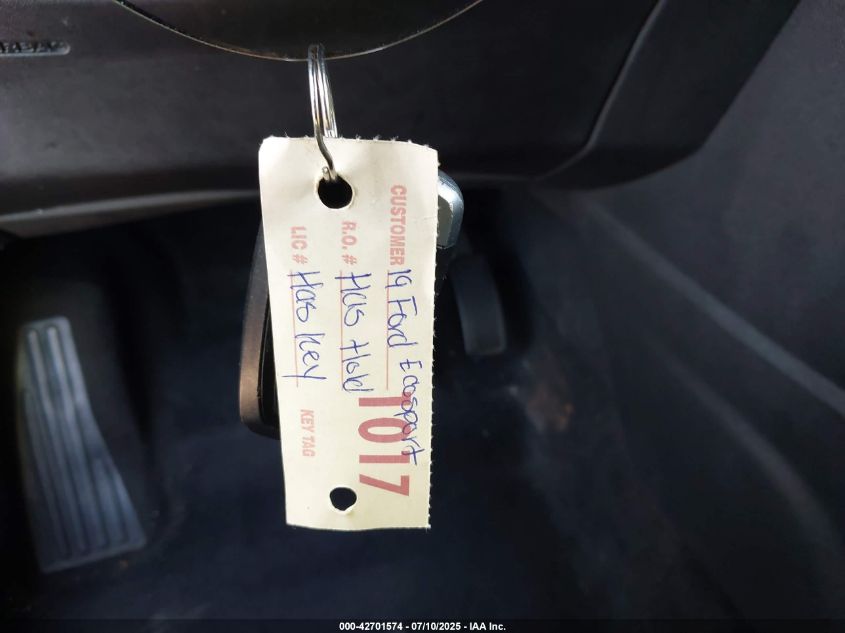 CUSTOMER 19 Ford Ecosport
R.O. # Has Hold
LIC # Has Key
KEY TAG
1017
000-42701574 - 07/10/2025 - IAA Inc.